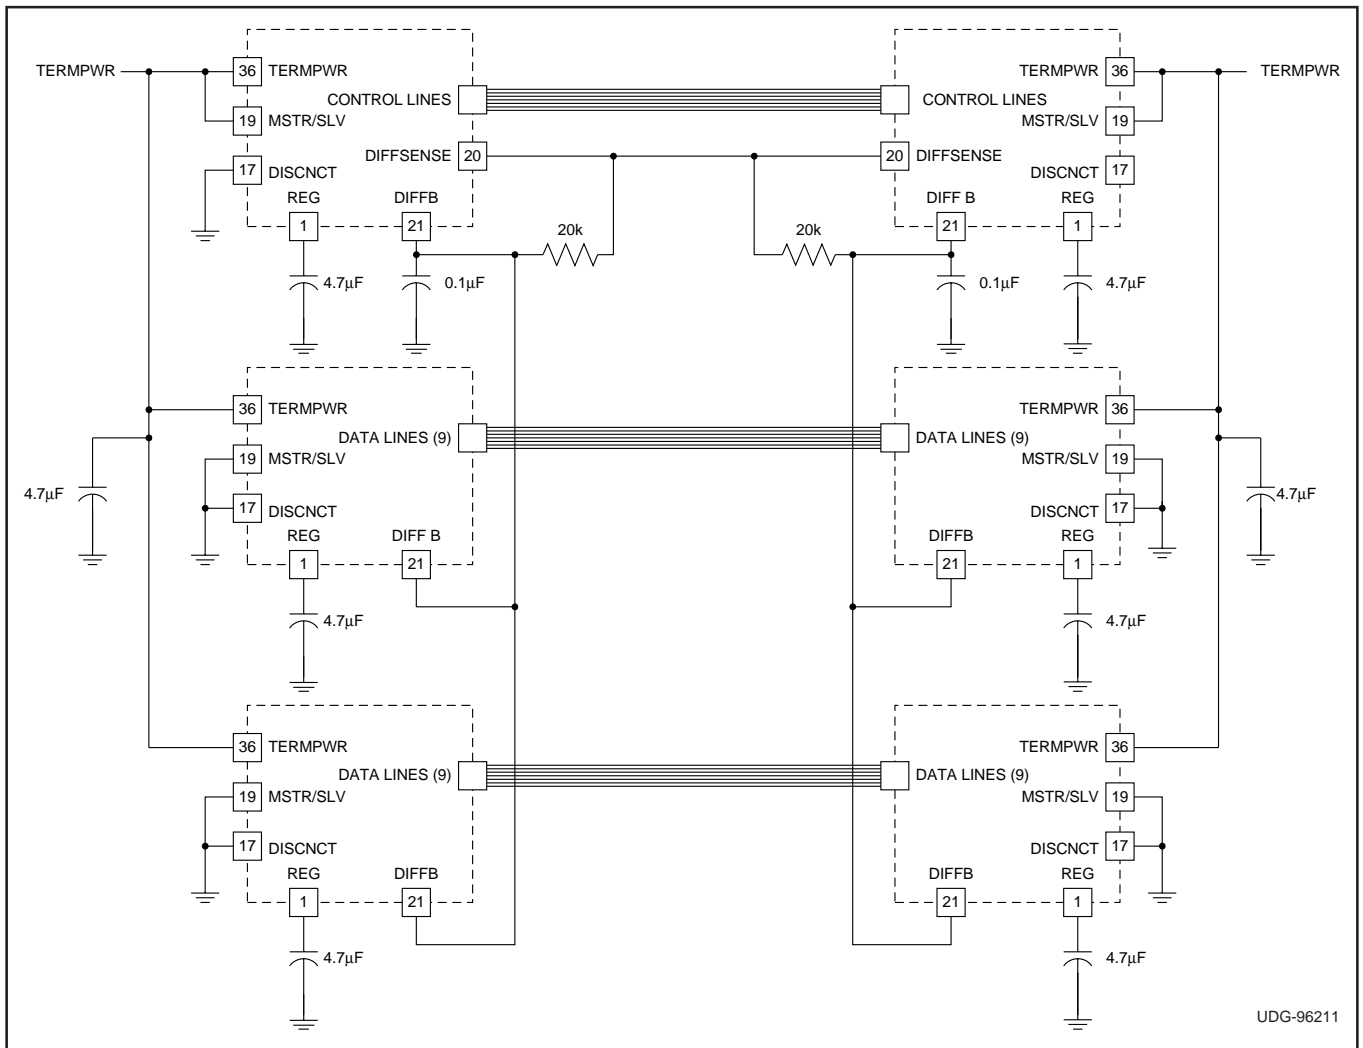 TERMPWR
36 TERMPWR
CONTROL LINES
19 MSTR/SLV
DIFFSENSE 20
17 DISCNCT
REG
DIFFB
1
21
4.7µF
0.1µF
20k
20k
TERMPWR 36
TERMPWR
CONTROL LINES
MSTR/SLV 19
20 DIFFSENSE
DISCNCT 17
DIFF B
REG
21
1
0.1µF
4.7µF
36 TERMPWR
DATA LINES (9)
19 MSTR/SLV
4.7µF
17 DISCNCT
REG
DIFF B
1
21
4.7µF
TERMPWR 36
DATA LINES (9)
MSTR/SLV 19
4.7µF
DISCNCT 17
DIFFB
REG
21
1
4.7µF
36 TERMPWR
DATA LINES (9)
19 MSTR/SLV
17 DISCNCT
REG
DIFFB
1
21
4.7µF
TERMPWR 36
DATA LINES (9)
MSTR/SLV 19
DISCNCT 17
DIFFB
REG
21
1
4.7µF
UDG-96211